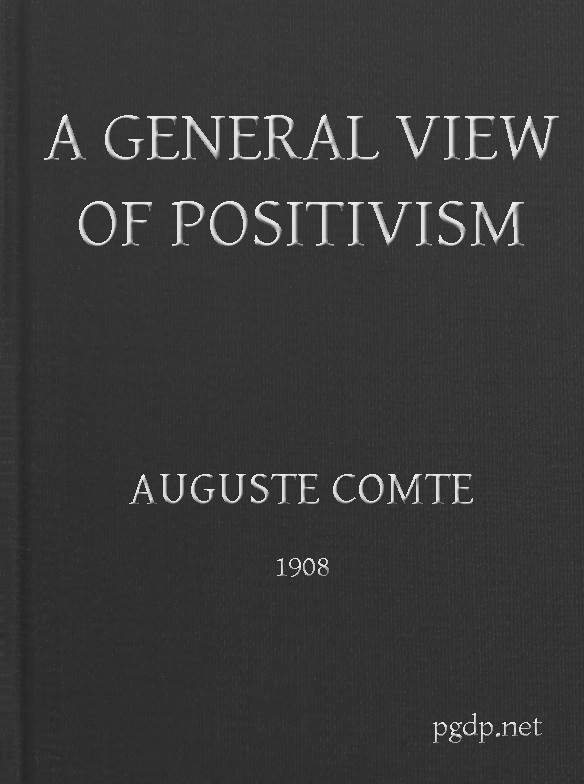 A GENERAL VIEW
OF POSITIVISM
AUGUSTE COMTE
1908
pgdp.net